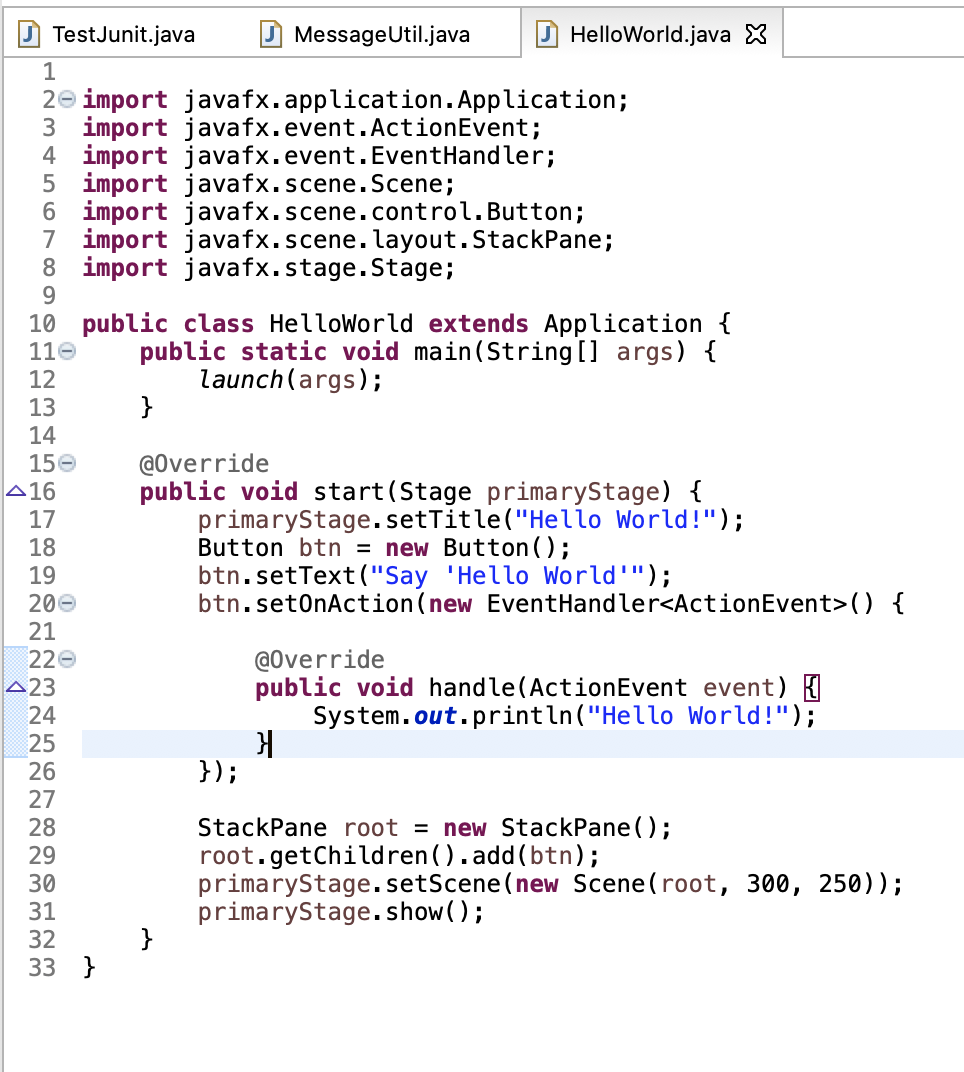 TestJunit.java MessageUtil.java HelloWorld.java
1
2 import javafx.application.Application;
3 import javafx.event.ActionEvent;
4 import javafx.event.EventHandler;
5 import javafx.scene.Scene;
6 import javafx.scene.control.Button;
7 import javafx.scene.layout.StackPane;
8 import javafx.stage.Stage;
9
10 public class HelloWorld extends Application {
11     public static void main(String[] args) {
12         launch(args);
13     }
14
15     @Override
16     public void start(Stage primaryStage) {
17         primaryStage.setTitle("Hello World!");
18         Button btn = new Button();
19         btn.setText("Say 'Hello World'");
20         btn.setOnAction(new EventHandler<ActionEvent>() {
21
22             @Override
23             public void handle(ActionEvent event) {
24                 System.out.println("Hello World!");
25             }
26         });
27
28         StackPane root = new StackPane();
29         root.getChildren().add(btn);
30         primaryStage.setScene(new Scene(root, 300, 250));
31         primaryStage.show();
32     }
33 }